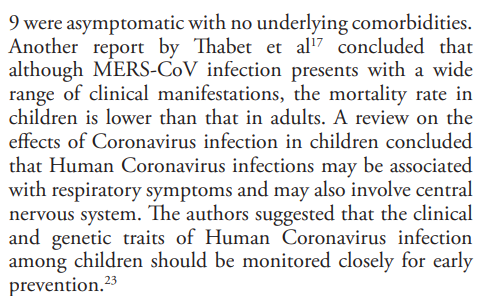 9 were asymptomatic with no underlying comorbidities.
Another report by Thabet et al¹⁷ concluded that
although MERS-CoV infection presents with a wide
range of clinical manifestations, the mortality rate in
children is lower than that in adults. A review on the
effects of Coronavirus infection in children concluded
that Human Coronavirus infections may be associated
with respiratory symptoms and may also involve central
nervous system. The authors suggested that the clinical
and genetic traits of Human Coronavirus infection
among children should be monitored closely for early
prevention.²³